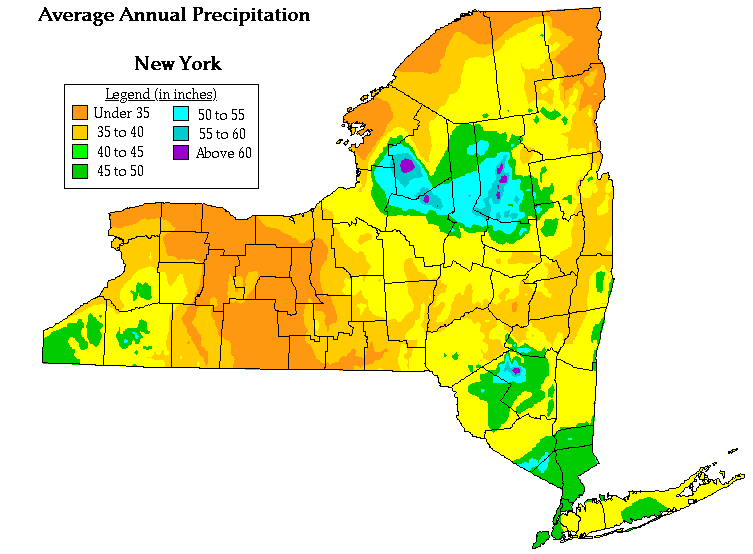 Average Annual Precipitation
New York
Legend (in inches)
Under 35
35 to 40
40 to 45
45 to 50
50 to 55
55 to 60
Above 60